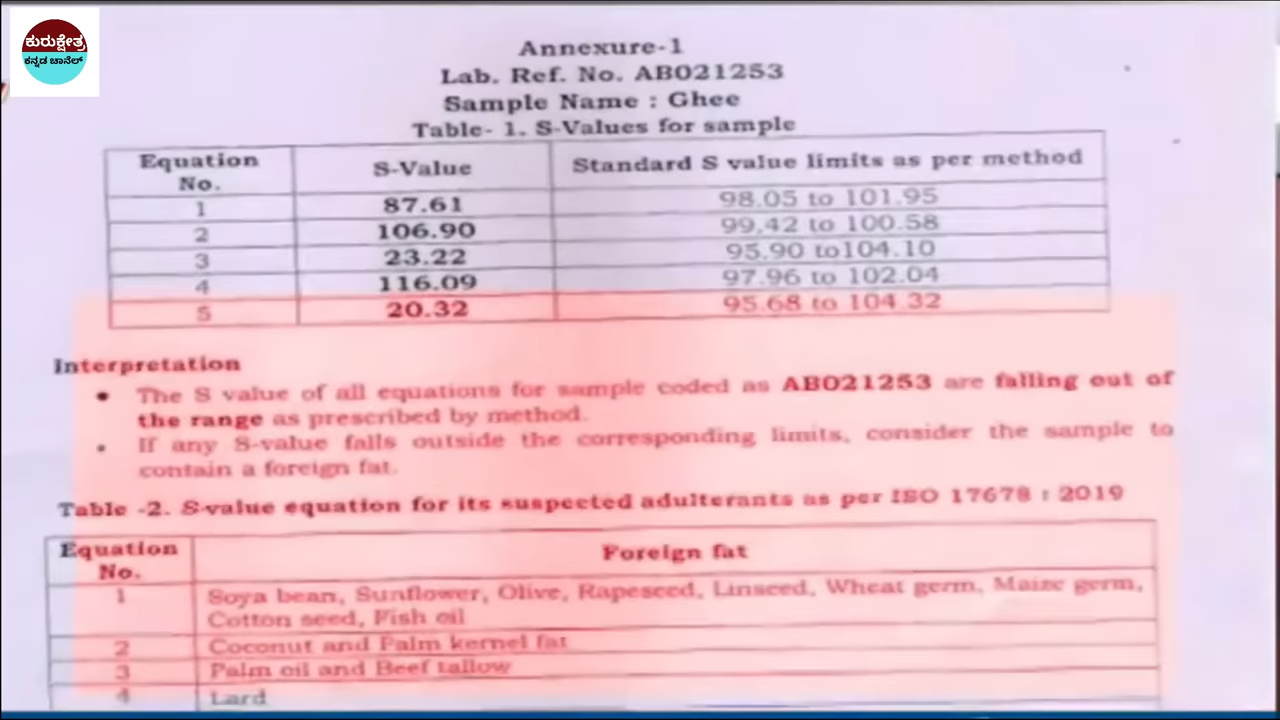 ಕುರುಕ್ಷೇತ್ರ
ಕನ್ನಡ ಚಾನೆಲ್
Annexure-1
Lab. Ref. No. AB021253
Sample Name : Ghee
Table- 1. S-Values for sample
Equation No. S-Value Standard S value limits as per method
1 87.61 98.05 to 101.95
2 106.90 99.42 to 100.58
3 23.22 95.90 to104.10
4 116.09 97.96 to 102.04
5 20.32 95.68 to 104.32
Interpretation
• The S value of all equations for sample coded as AB021253 are falling out of
the range as prescribed by method.
• If any S-value falls outside the corresponding limits, consider the sample to
contain a foreign fat.
Table -2. S-value equation for its suspected adulterants as per ISO 17678 : 2019
Equation No. Foreign fat
1 Soya bean, Sunflower, Olive, Rapeseed, Linseed, Wheat germ, Maize germ,
Cotton seed, Fish oil
2 Coconut and Palm kernel fat
3 Palm oil and Beef tallow
4 Lard